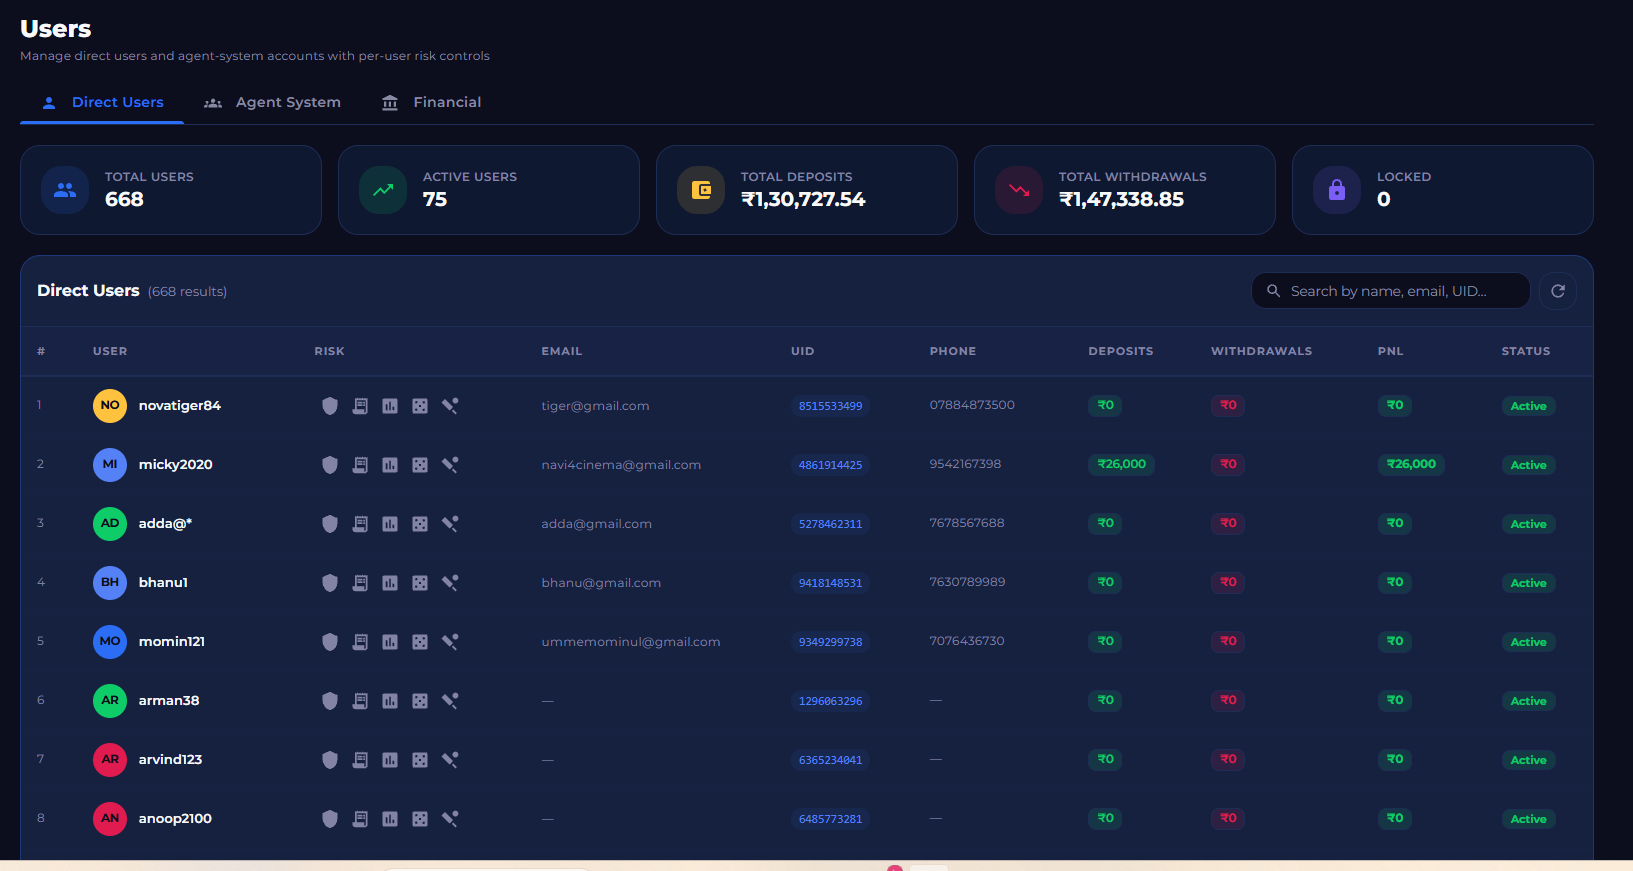 Users
Manage direct users and agent-system accounts with per-user risk controls
Direct Users Agent System Financial
TOTAL USERS
668
ACTIVE USERS
75
TOTAL DEPOSITS
₹1,30,727.54
TOTAL WITHDRAWALS
₹1,47,338.85
LOCKED
0
Direct Users (668 results) Search by name, email, UID...
# USER RISK EMAIL UID PHONE DEPOSITS WITHDRAWALS PNL STATUS
1 NO novatiger84 tiger@gmail.com 8515533499 07884873500 ₹0 ₹0 ₹0 Active
2 MI micky2020 navi4cinema@gmail.com 4861914425 9542167398 ₹26,000 ₹0 ₹26,000 Active
3 AD adda@* adda@gmail.com 5278462311 7678567688 ₹0 ₹0 ₹0 Active
4 BH bhanu1 bhanu@gmail.com 9418148531 7630789989 ₹0 ₹0 ₹0 Active
5 MO momin121 ummemominul@gmail.com 9349299738 7076436730 ₹0 ₹0 ₹0 Active
6 AR arman38 — 1296063296 — ₹0 ₹0 ₹0 Active
7 AR arvind123 — 6365234041 — ₹0 ₹0 ₹0 Active
8 AN anoop2100 — 6485773281 — ₹0 ₹0 ₹0 Active